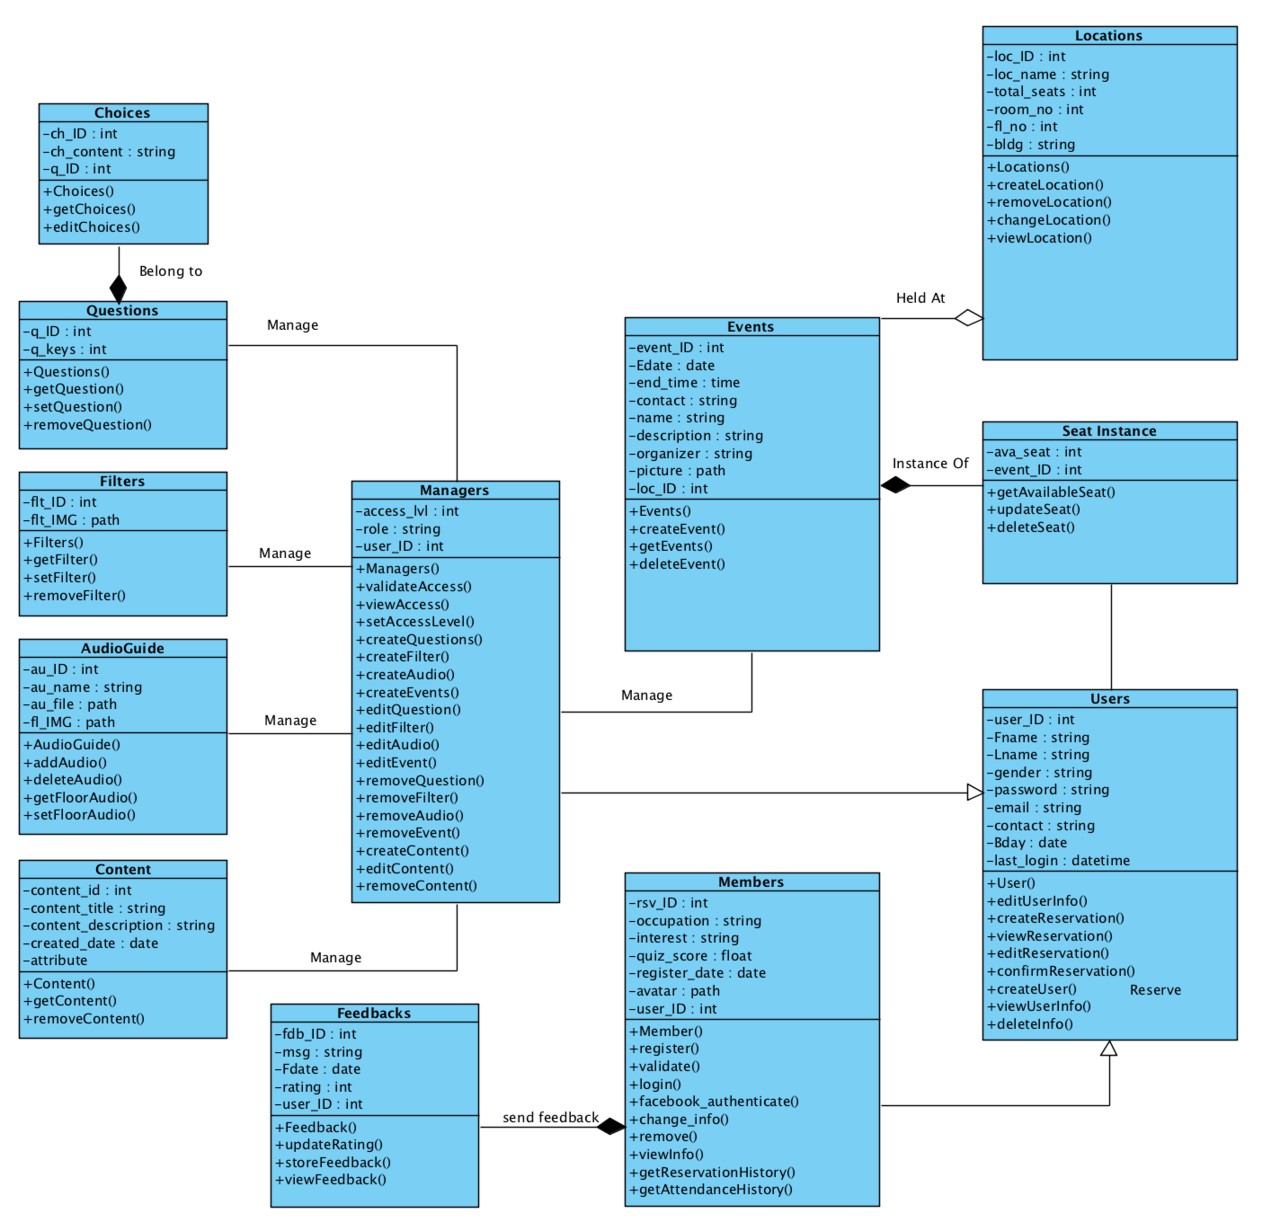 Locations
-loc_ID : int
-loc_name : string
-total_seats : int
-room_no : int
-fl_no : int
-bldg : string
+Locations()
+createLocation()
+removeLocation()
+changeLocation()
+viewLocation()
Choices
-ch_ID : int
-ch_content : string
-q_ID : int
+Choices()
+getChoices()
+editChoices()
Belong to
Questions
-q_ID : int
-q_keys : int
+Questions()
+getQuestion()
+setQuestion()
+removeQuestion()
Manage
Held At
Events
-event_ID : int
-Edate : date
-end_time : time
-contact : string
-name : string
-description : string
-organizer : string
-picture : path
-loc_ID : int
+Events()
+createEvent()
+getEvents()
+deleteEvent()
Instance Of
Seat Instance
-ava_seat : int
-event_ID : int
+getAvailableSeat()
+updateSeat()
+deleteSeat()
Filters
-flt_ID : int
-flt_IMG : path
+Filters()
+getFilter()
+setFilter()
+removeFilter()
Manage
Managers
-access_lvl : int
-role : string
-user_ID : int
+Managers()
+validateAccess()
+viewAccess()
+setAccessLevel()
+createQuestions()
+createFilter()
+createAudio()
+createEvents()
+editQuestion()
+editFilter()
+editAudio()
+editEvent()
+removeQuestion()
+removeFilter()
+removeAudio()
+removeEvent()
+createContent()
+editContent()
+removeContent()
Manage
AudioGuide
-au_ID : int
-au_name : string
-au_file : path
-fl_IMG : path
+AudioGuide()
+addAudio()
+deleteAudio()
+getFloorAudio()
+setFloorAudio()
Manage
Users
-user_ID : int
-Fname : string
-Lname : string
-gender : string
-password : string
-email : string
-contact : string
-Bday : date
-last_login : datetime
+User()
+editUserInfo()
+createReservation()
+viewReservation()
+editReservation()
+confirmReservation()
+createUser()
Reserve
+viewUserInfo()
+deleteInfo()
Content
-content_id : int
-content_title : string
-content_description : string
-created_date : date
-attribute
+Content()
+getContent()
+removeContent()
Manage
Members
-rsv_ID : int
-occupation : string
-interest : string
-quiz_score : float
-register_date : date
-avatar : path
-user_ID : int
+Member()
+register()
+validate()
+login()
+facebook_authenticate()
+change_info()
+remove()
+viewInfo()
+getReservationHistory()
+getAttendanceHistory()
Feedbacks
-fdb_ID : int
-msg : string
-Fdate : date
-rating : int
-user_ID : int
+Feedback()
+updateRating()
+storeFeedback()
+viewFeedback()
send feedback